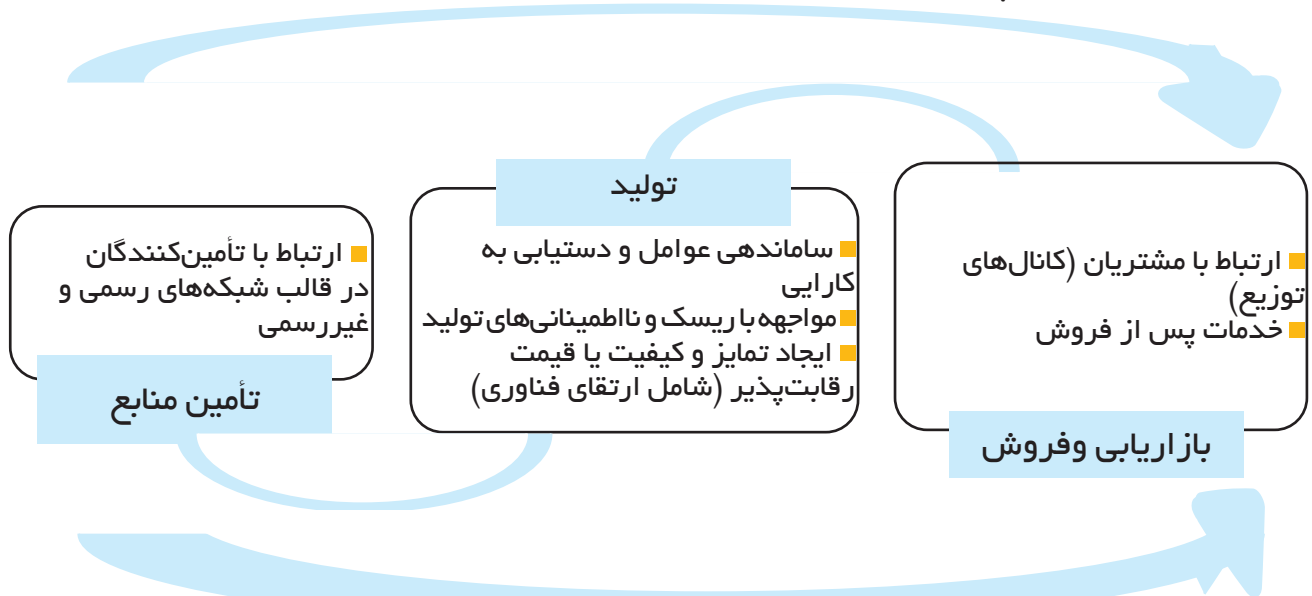 ارتباط با تأمین‌کنندگان
در قالب شبکه‌های رسمی و
غیررسمی
تأمین منابع
تولید
ساماندهی عوامل و دستیابی به
کارایی
مواجهه با ریسک و نااطمینانی‌های تولید
ایجاد تمایز و کیفیت یا قیمت
رقابت‌پذیر (شامل ارتقای فناوری)
ارتباط با مشتریان (کانال‌های
توزیع)
خدمات پس از فروش
بازاریابی وفروش